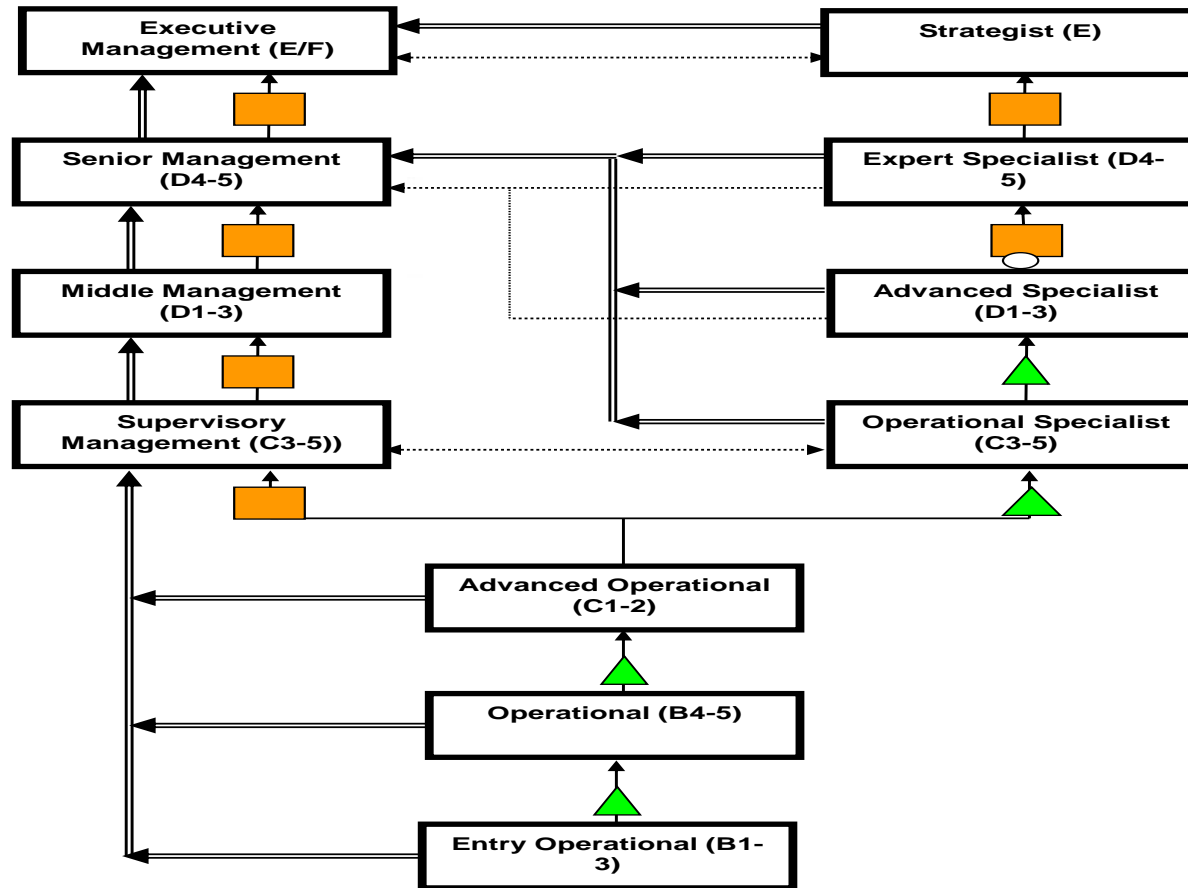 Executive
Management (E/F)
Strategist (E)
Senior Management
(D4-5)
Expert Specialist (D4-
5)
Middle Management
(D1-3)
Advanced Specialist
(D1-3)
Supervisory
Management (C3-5))
Operational Specialist
(C3-5)
Advanced Operational
(C1-2)
Operational (B4-5)
Entry Operational (B1-
3)